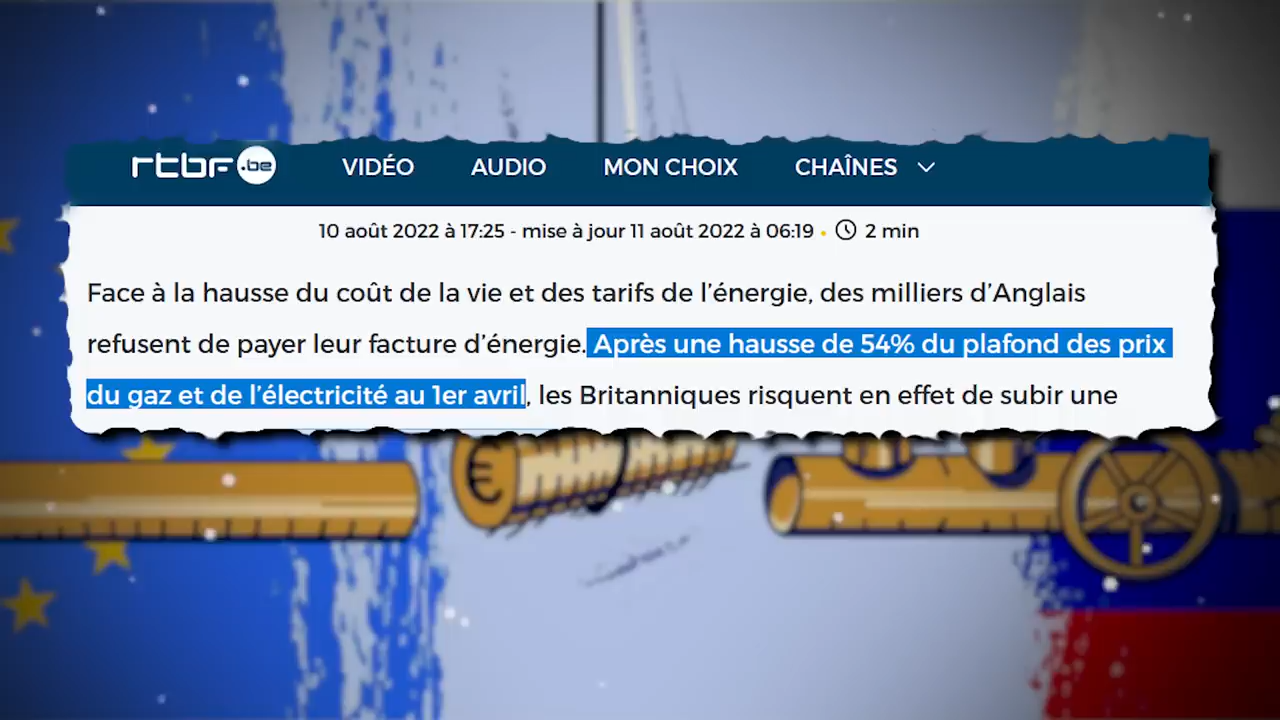 rtbf.be VIDÉO AUDIO MON CHOIX CHAÎNES
10 août 2022 à 17:25 - mise à jour 11 août 2022 à 06:19 • 2 min
Face à la hausse du coût de la vie et des tarifs de l’énergie, des milliers d’Anglais
refusent de payer leur facture d’énergie. Après une hausse de 54% du plafond des prix
du gaz et de l’électricité au 1er avril, les Britanniques risquent en effet de subir une
€